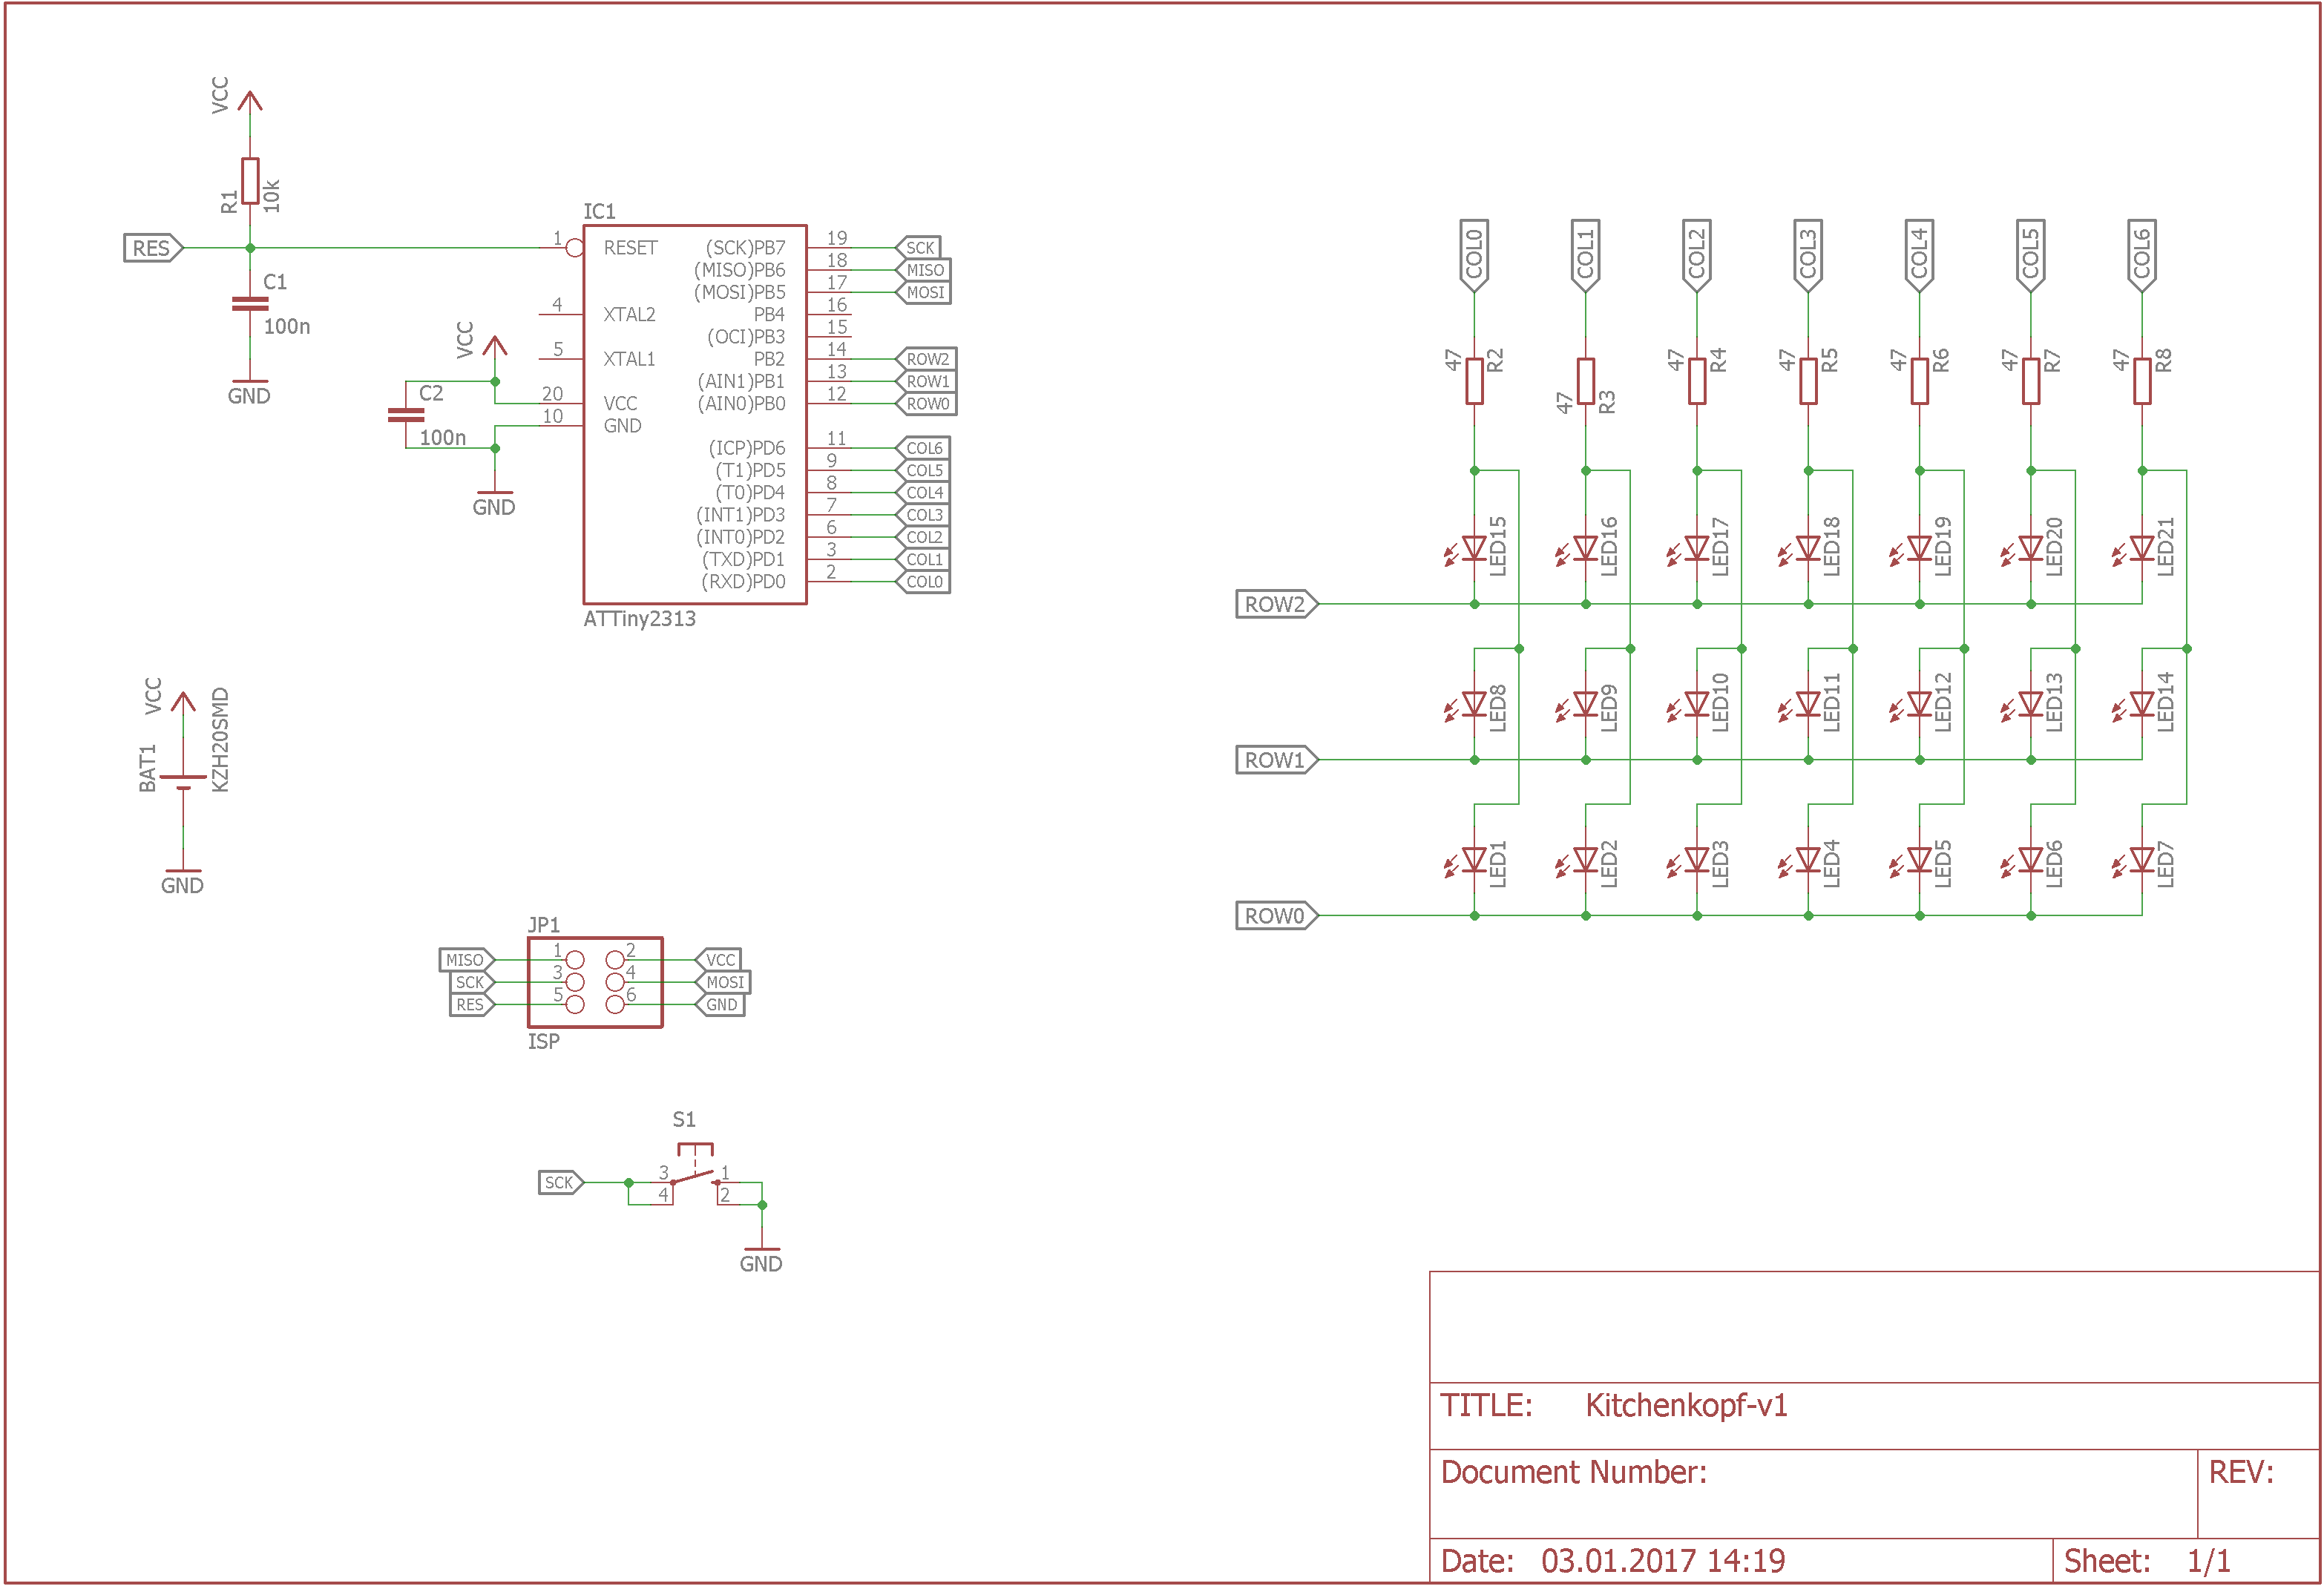 VCC
R1
10k
RES
C1
100n
GND
VCC
C2
100n
GND
IC1
1 RESET
4 XTAL2
5 XTAL1
20 VCC
10 GND
(SCK)PB7 19 SCK
(MISO)PB6 18 MISO
(MOSI)PB5 17 MOSI
PB4 16
(OCI)PB3 15
PB2 14 ROW2
(AIN1)PB1 13 ROW1
(AIN0)PB0 12 ROW0
(ICP)PD6 11 COL6
(T1)PD5 9 COL5
(T0)PD4 8 COL4
(INT1)PD3 7 COL3
(INT0)PD2 6 COL2
(TXD)PD1 3 COL1
(RXD)PD0 2 COL0
ATTiny2313
COL0 COL1 COL2 COL3 COL4 COL5 COL6
47 R2 47 R3 47 R4 47 R5 47 R6 47 R7 47 R8
LED15 LED16 LED17 LED18 LED19 LED20 LED21
ROW2
LED8 LED9 LED10 LED11 LED12 LED13 LED14
ROW1
LED1 LED2 LED3 LED4 LED5 LED6 LED7
ROW0
VCC
BAT1
KZH20SMD
GND
JP1
MISO 1 2 VCC
SCK 3 4 MOSI
RES 5 6 GND
ISP
S1
SCK 3 1
4 2
GND
TITLE: Kitchenkopf-v1
Document Number: REV:
Date: 03.01.2017 14:19 Sheet: 1/1